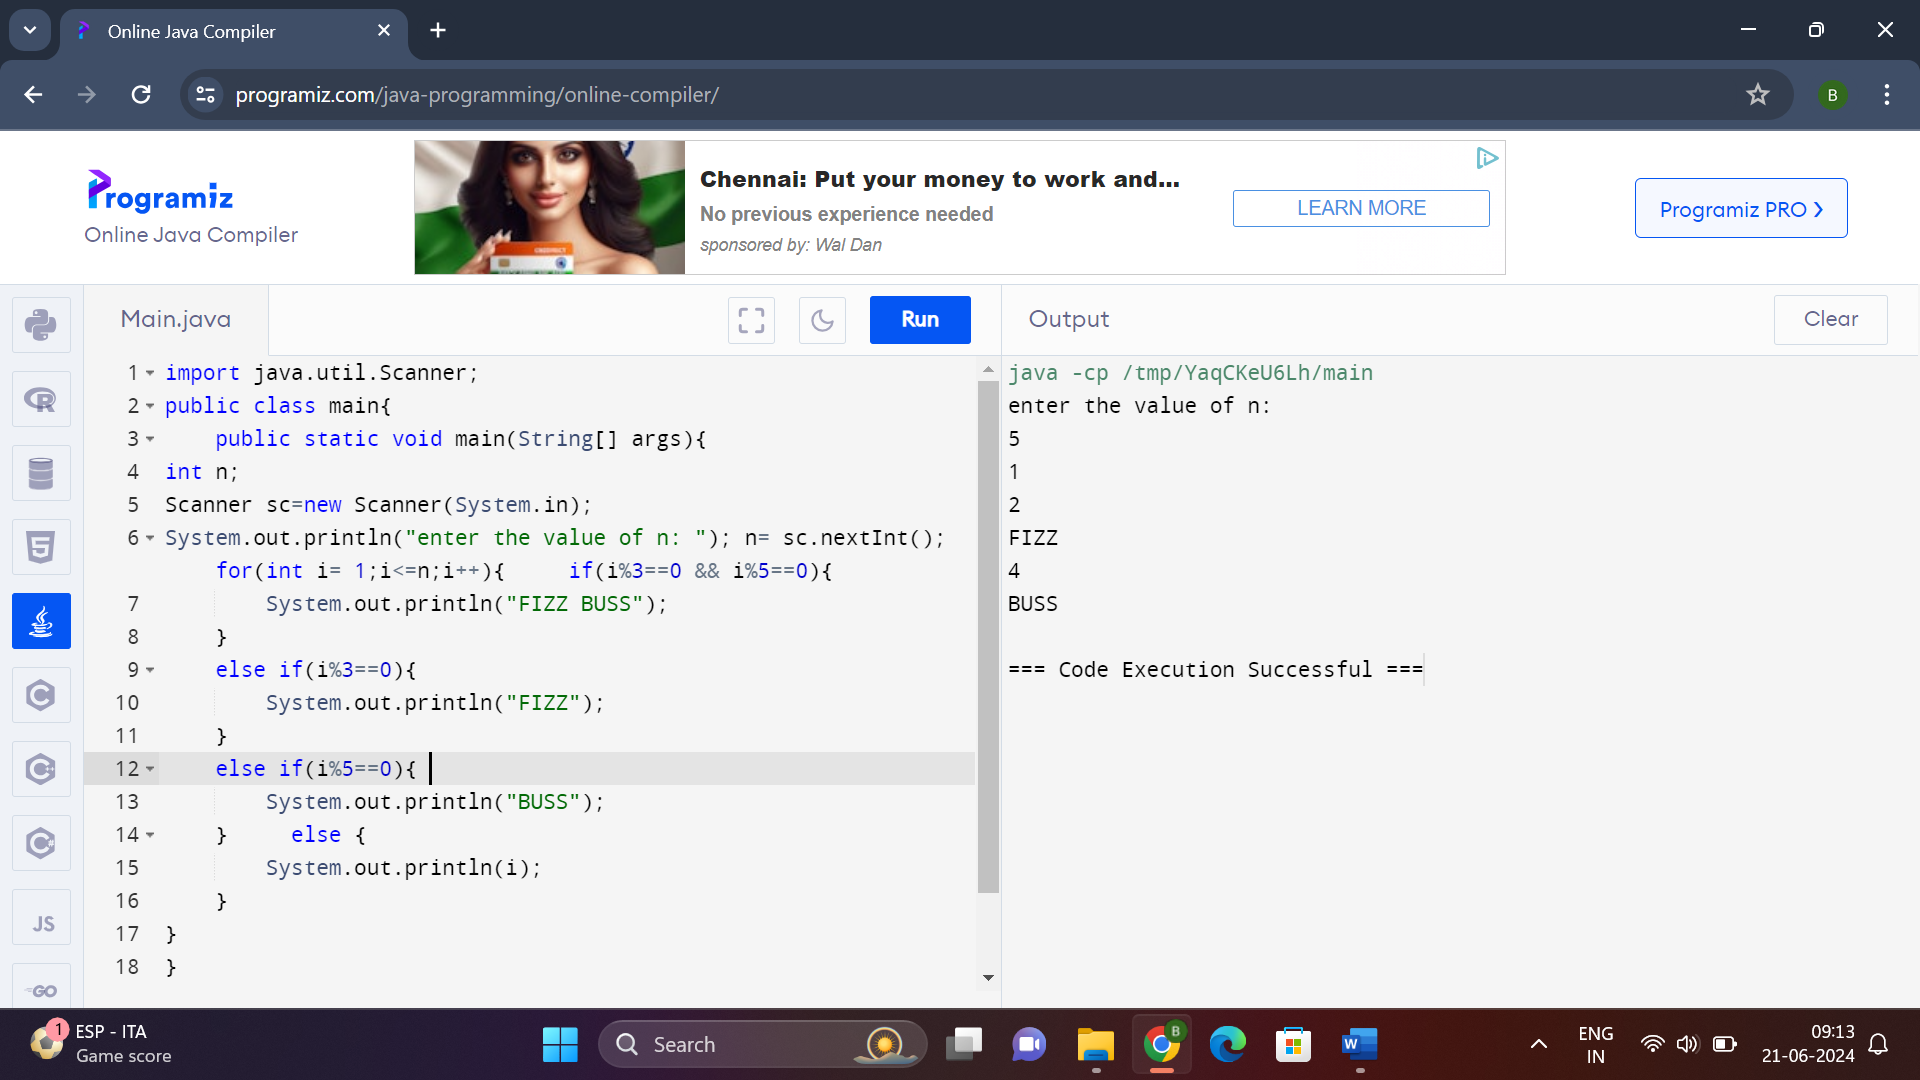 Online Java Compiler
programiz.com/java-programming/online-compiler/
B
Programiz
Online Java Compiler
Chennai: Put your money to work and...
No previous experience needed
sponsored by: Wal Dan
LEARN MORE
Programiz PRO ❯
Main.java
Run
Output
Clear
1 import java.util.Scanner;
2 public class main{
3     public static void main(String[] args){
4 int n;
5 Scanner sc=new Scanner(System.in);
6 System.out.println("enter the value of n: "); n= sc.nextInt();
    for(int i= 1;i<=n;i++){     if(i%3==0 && i%5==0){
7         System.out.println("FIZZ BUSS");
8     }
9     else if(i%3==0){
10         System.out.println("FIZZ");
11     }
12     else if(i%5==0){
13         System.out.println("BUSS");
14     }     else {
15         System.out.println(i);
16     }
17 }
18 }
java -cp /tmp/YaqCKeU6Lh/main
enter the value of n:
5
1
2
FIZZ
4
BUSS
=== Code Execution Successful ===
JS
GO
1
ESP - ITA
Game score
Search
B
W
ENG
IN
09:13
21-06-2024